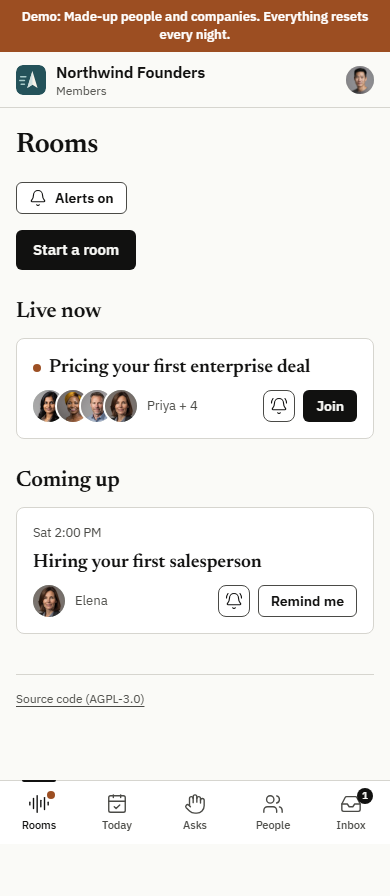 Demo: Made-up people and companies. Everything resets
every night.
Northwind Founders
Members
Rooms
Alerts on
Start a room
Live now
Pricing your first enterprise deal
Priya + 4
Join
Coming up
Sat 2:00 PM
Hiring your first salesperson
Elena
Remind me
Source code (AGPL-3.0)
1
Rooms
Today
Asks
People
Inbox